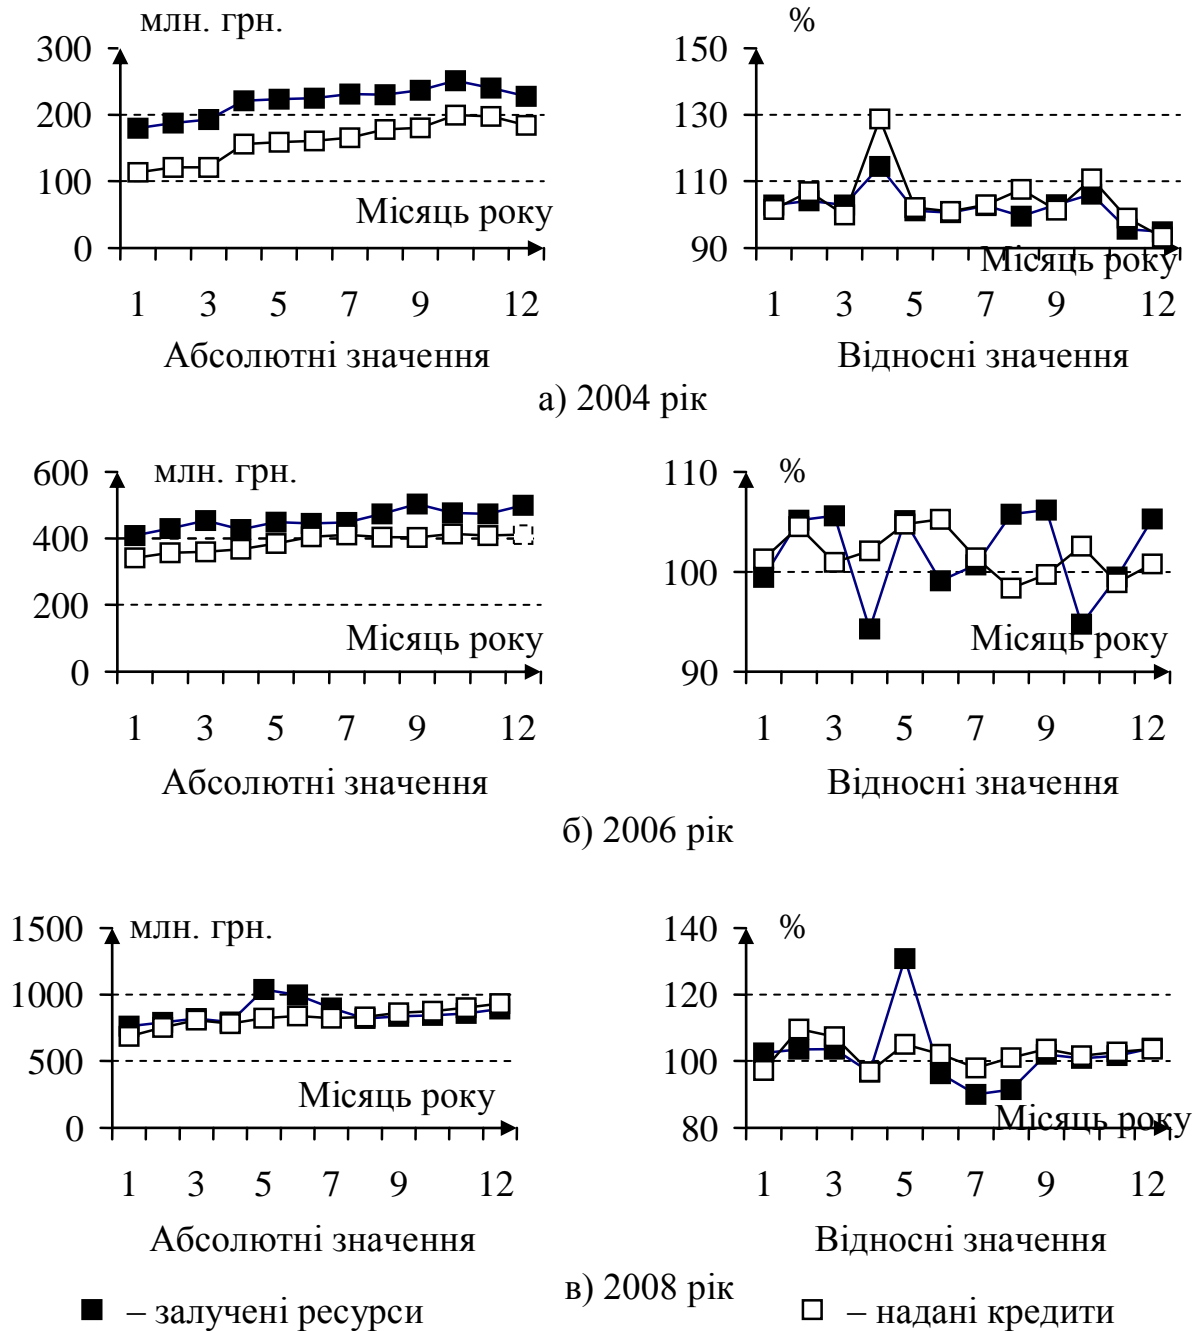 млн. грн.
300
200
100
0
Місяць року
1 3 5 7 9 12
Абсолютні значення
%
150
130
110
90
Місяць року
1 3 5 7 9 12
Відносні значення
а) 2004 рік
млн. грн.
600
400
200
0
Місяць року
1 3 5 7 9 12
Абсолютні значення
%
110
100
90
Місяць року
1 3 5 7 9 12
Відносні значення
б) 2006 рік
млн. грн.
1500
1000
500
0
Місяць року
1 3 5 7 9 12
Абсолютні значення
%
140
120
100
80
Місяць року
1 3 5 7 9 12
Відносні значення
в) 2008 рік
– залучені ресурси
– надані кредити